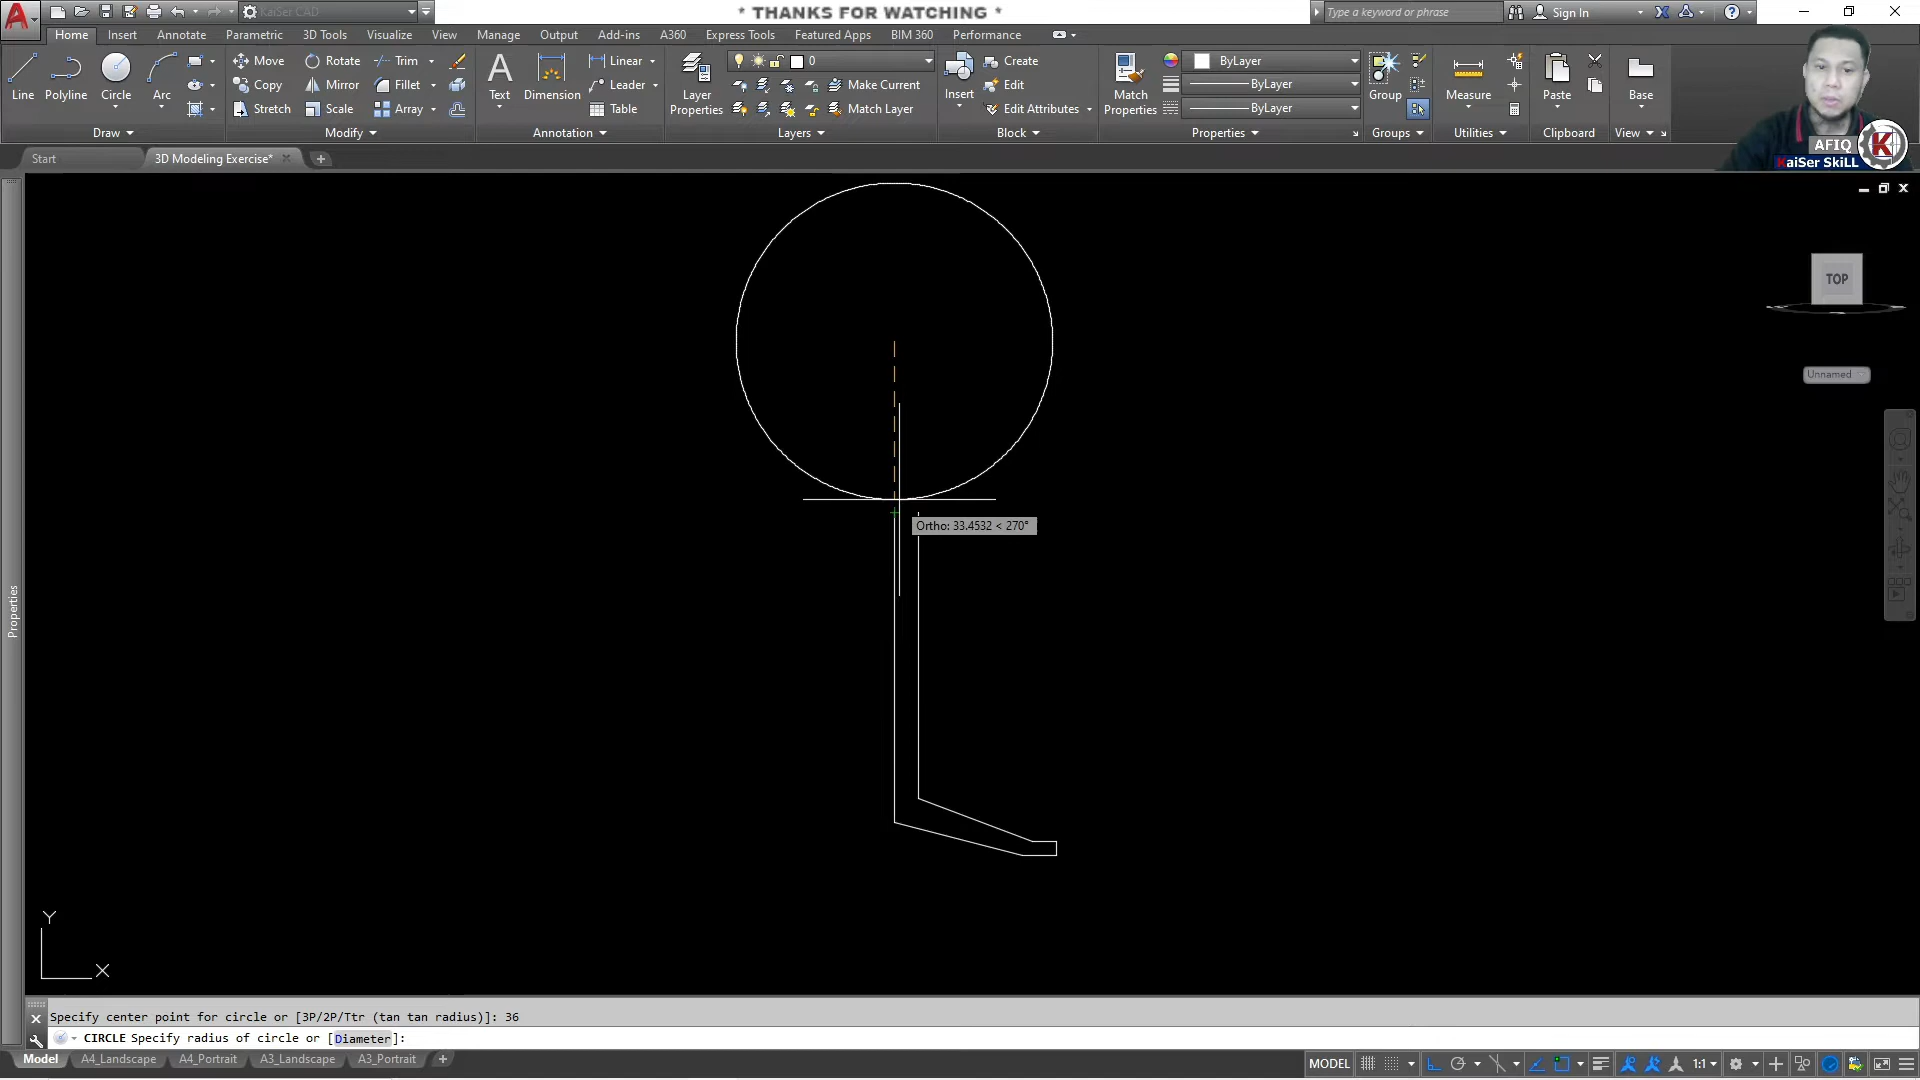 KaiSer CAD
* THANKS FOR WATCHING *
Type a keyword or phrase
Sign In
Home Insert Annotate Parametric 3D Tools Visualize View Manage Output Add-ins A360 Express Tools Featured Apps BIM 360 Performance
Line
Polyline
Circle
Arc
Draw
Move
Rotate
Trim
Copy
Mirror
Fillet
Stretch
Scale
Array
Modify
Text
Dimension
Linear
Leader
Table
Annotation
Layer
Properties
0
Make Current
Match Layer
Layers
Insert
Create
Edit
Edit Attributes
Block
Match
Properties
ByLayer
ByLayer
ByLayer
Properties
Group
Groups
Measure
Utilities
Paste
Clipboard
Base
View
AFIQ
KaiSer SkiLL
K
Start
3D Modeling Exercise*
TOP
Unnamed
Ortho: 33.4532 < 270°
Properties
Y
X
Specify center point for circle or [3P/2P/Ttr (tan tan radius)]: 36
CIRCLE Specify radius of circle or [Diameter]:
Model A4_Landscape A4_Portrait A3_Landscape A3_Portrait
MODEL
1:1